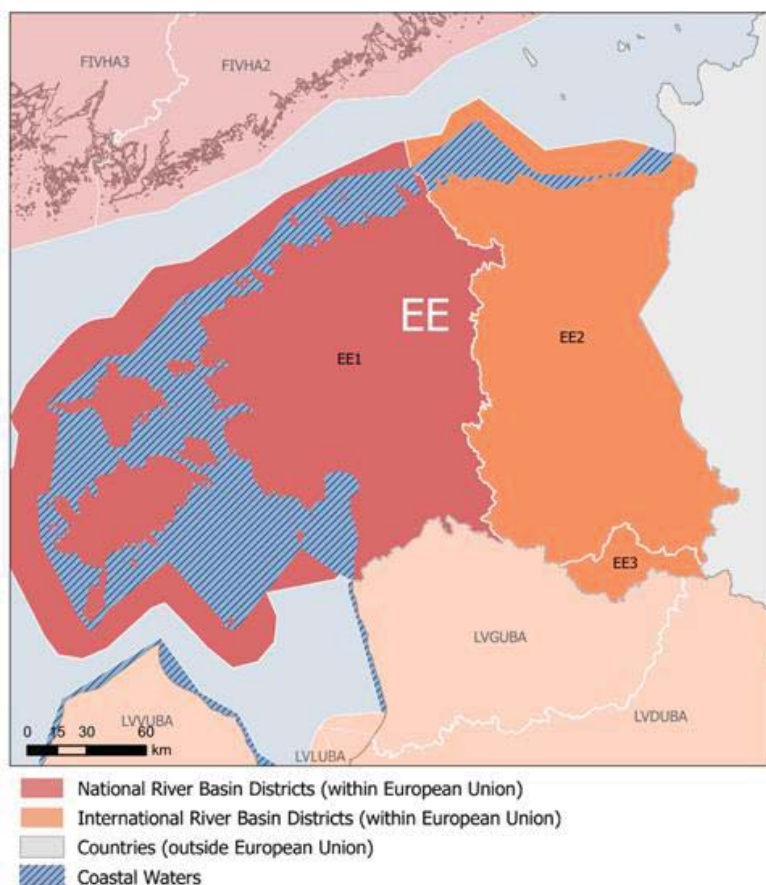 FIVHA3
FIVHA2
EE
EE1
EE2
EE3
LVGUBA
LVVUBA
LVLUBA
LVDUBA
0 15 30 60
km
National River Basin Districts (within European Union)
International River Basin Districts (within European Union)
Countries (outside European Union)
Coastal Waters